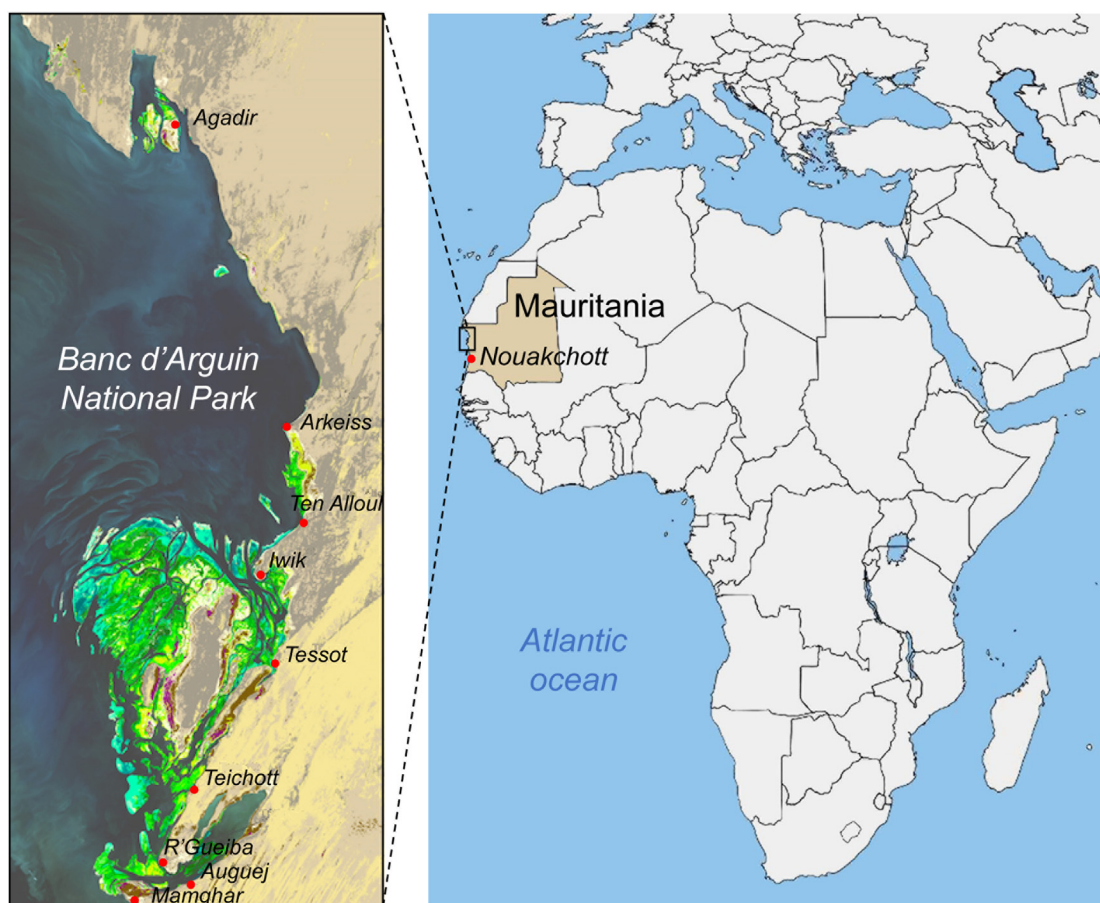 Agadir
Banc d’Arguin
National Park
Arkeiss
Ten Alloul
Iwik
Tessot
Teichott
R’Gueiba
Auguej
Mamghar
Mauritania
Nouakchott
Atlantic
ocean